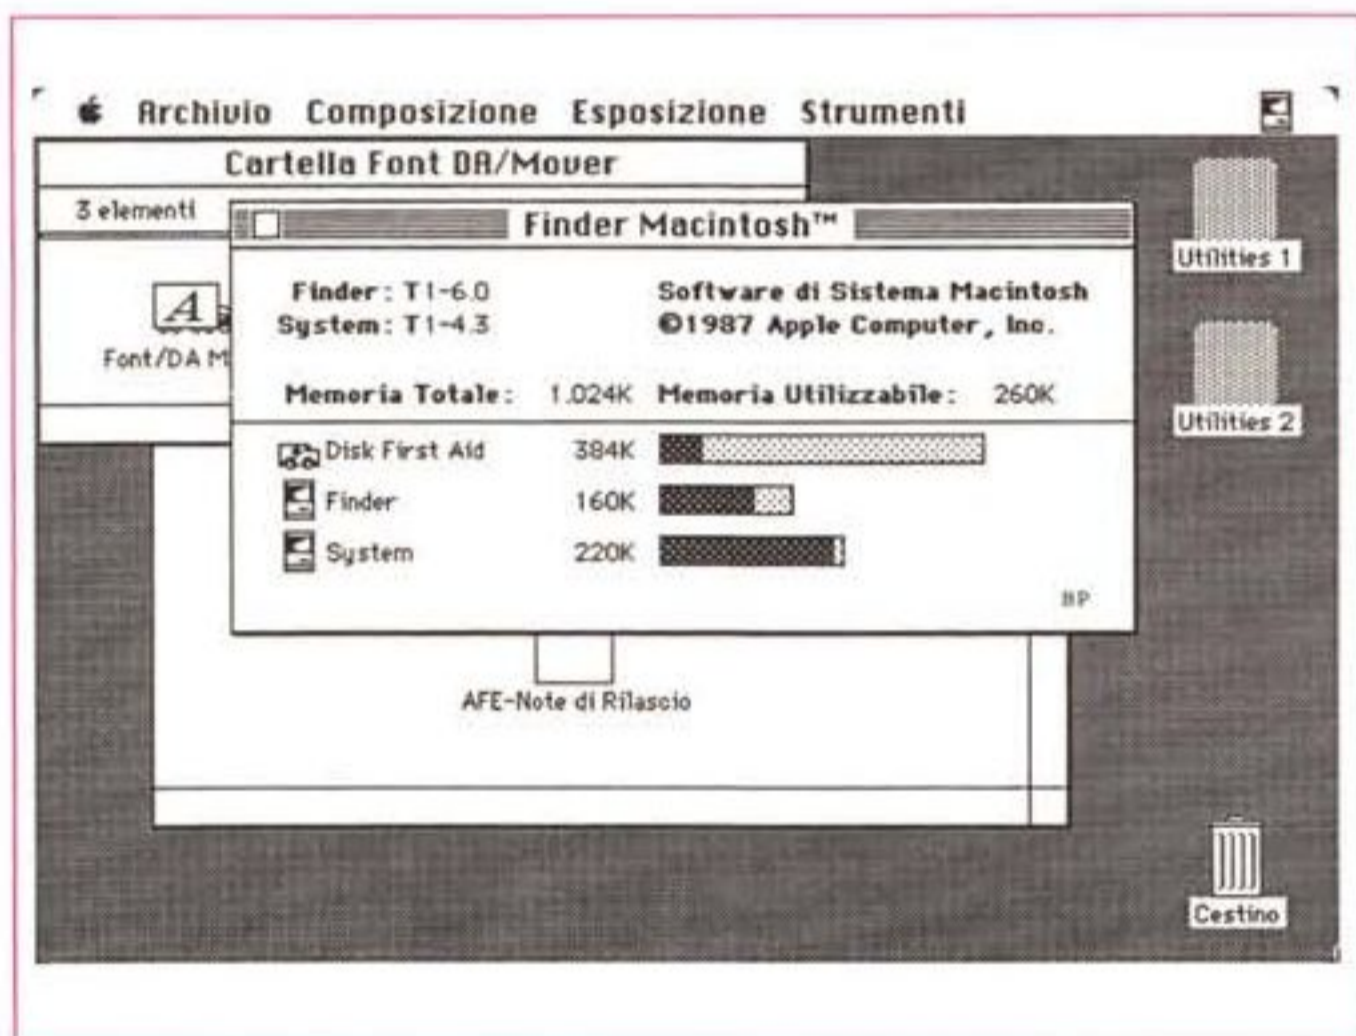 Archivio Composizione Esposizione Strumenti
Cartella Font DA/Mover
3 elementi
Finder Macintosh™
Utilities 1
Finder: T1-6.0
Software di Sistema Macintosh
System: T1-4.3
©1987 Apple Computer, Inc.
Font/DA M
Memoria Totale: 1.024K Memoria Utilizzabile: 260K
Utilities 2
Disk First Aid 384K
Finder 160K
System 220K
AFE-Note di Rilascio
Cestino